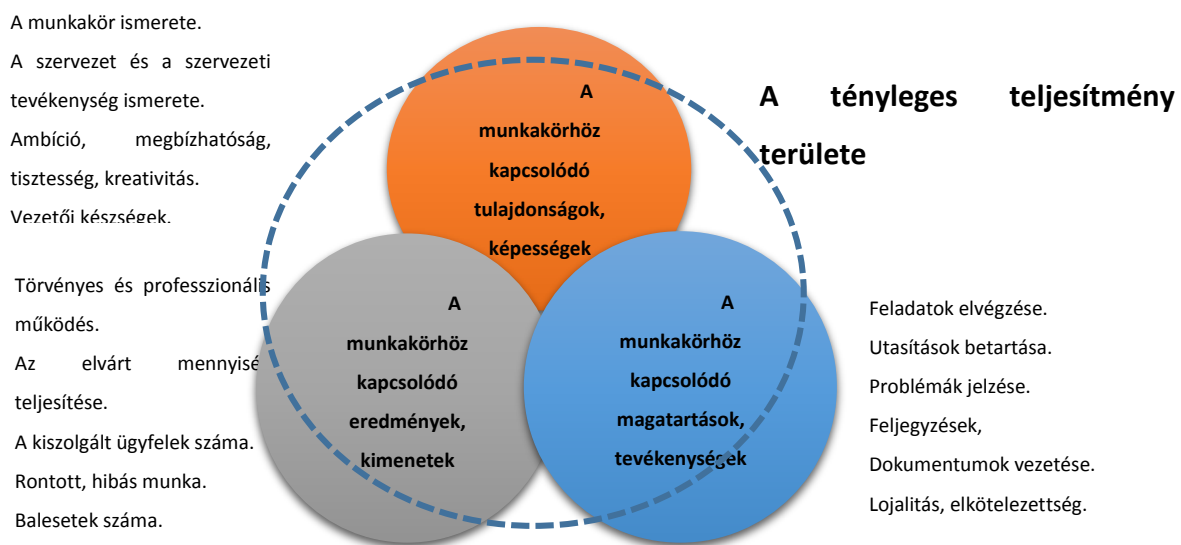 A munkakör ismerete.
A szervezet és a szervezeti
tevékenység ismerete.
Ambíció, megbízhatóság,
tisztesség, kreativitás.
Vezetői készségek.
A
munkakörhöz
kapcsolódó
tulajdonságok,
képességek
A tényleges teljesítmény
területe
Törvényes és professzionális
működés.
Az elvárt mennyisé
teljesítése.
A kiszolgált ügyfelek száma.
Rontott, hibás munka.
Balesetek száma.
A
munkakörhöz
kapcsolódó
eredmények,
kimenetek
A
munkakörhöz
kapcsolódó
magatartások,
tevékenységek
Feladatok elvégzése.
Utasítások betartása.
Problémák jelzése.
Feljegyzések,
Dokumentumok vezetése.
Lojalitás, elkötelezettség.